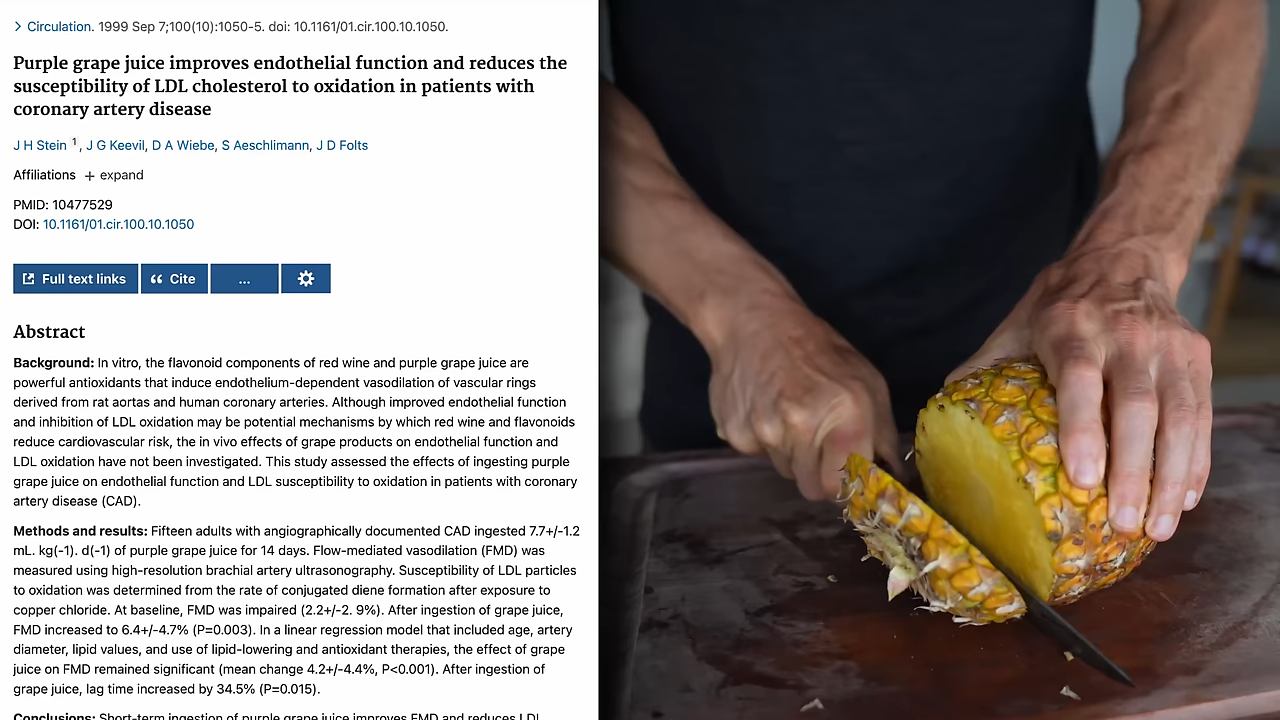 Circulation. 1999 Sep 7;100(10):1050-5. doi: 10.1161/01.cir.100.10.1050.
Purple grape juice improves endothelial function and reduces the
susceptibility of LDL cholesterol to oxidation in patients with
coronary artery disease
J H Stein 1, J G Keevil, D A Wiebe, S Aeschlimann, J D Folts
Affiliations + expand
PMID: 10477529
DOI: 10.1161/01.cir.100.10.1050
Full text links Cite ...
Abstract
Background: In vitro, the flavonoid components of red wine and purple grape juice are
powerful antioxidants that induce endothelium-dependent vasodilation of vascular rings
derived from rat aortas and human coronary arteries. Although improved endothelial function
and inhibition of LDL oxidation may be potential mechanisms by which red wine and flavonoids
reduce cardiovascular risk, the in vivo effects of grape products on endothelial function and
LDL oxidation have not been investigated. This study assessed the effects of ingesting purple
grape juice on endothelial function and LDL susceptibility to oxidation in patients with coronary
artery disease (CAD).
Methods and results: Fifteen adults with angiographically documented CAD ingested 7.7+/-1.2
mL. kg(-1). d(-1) of purple grape juice for 14 days. Flow-mediated vasodilation (FMD) was
measured using high-resolution brachial artery ultrasonography. Susceptibility of LDL particles
to oxidation was determined from the rate of conjugated diene formation after exposure to
copper chloride. At baseline, FMD was impaired (2.2+/-2. 9%). After ingestion of grape juice,
FMD increased to 6.4+/-4.7% (P=0.003). In a linear regression model that included age, artery
diameter, lipid values, and use of lipid-lowering and antioxidant therapies, the effect of grape
juice on FMD remained significant (mean change 4.2+/-4.4%, P<0.001). After ingestion of
grape juice, lag time increased by 34.5% (P=0.015).
Conclusions: Short-term ingestion of purple grape juice improves FMD and reduces LDL